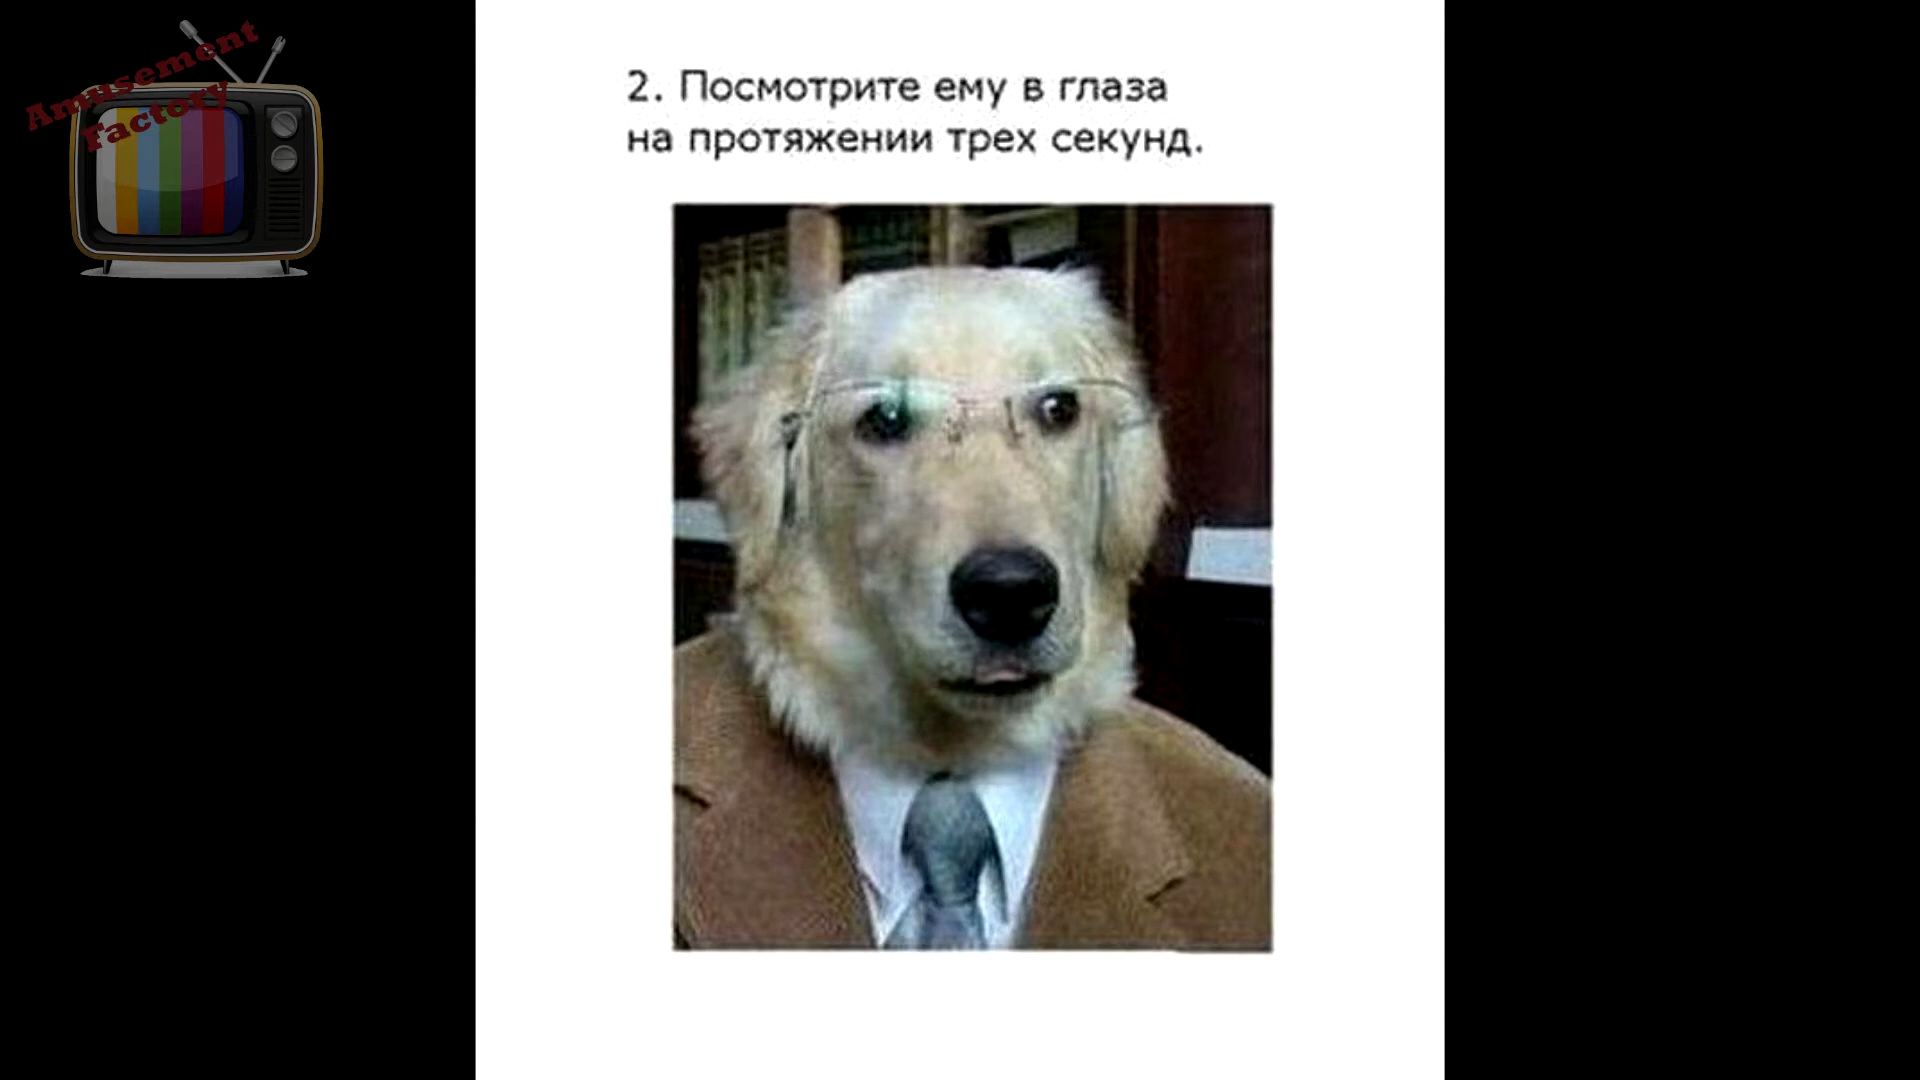 Amusement
Factory
2. Посмотрите ему в глаза
на протяжении трех секунд.